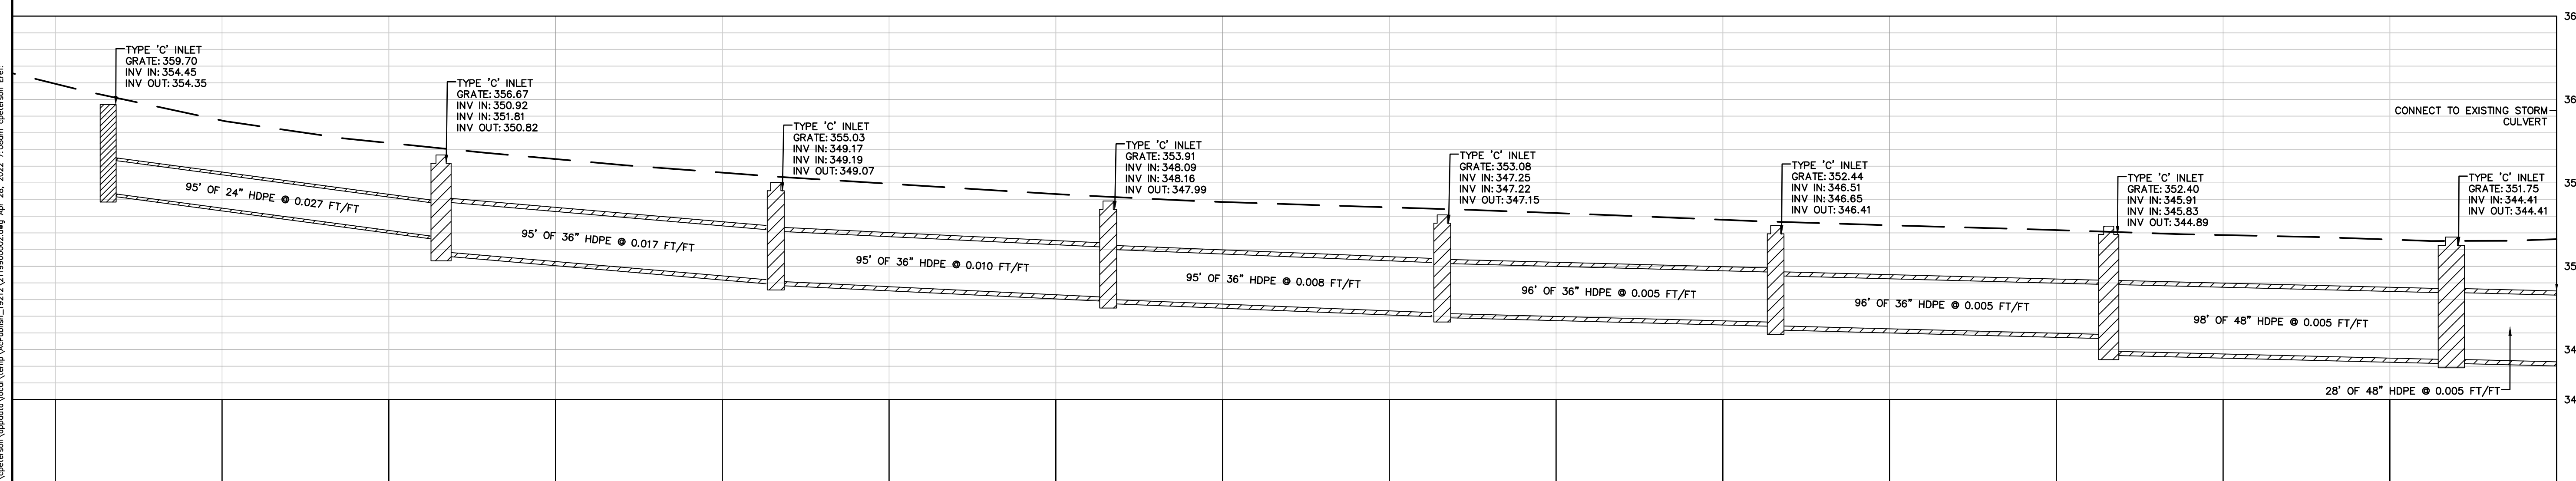 TYPE 'C' INLET
GRATE: 359.70
INV IN: 354.45
INV OUT: 354.35
TYPE 'C' INLET
GRATE: 356.67
INV IN: 350.92
INV IN: 351.81
INV OUT: 350.82
TYPE 'C' INLET
GRATE: 355.03
INV IN: 349.17
INV IN: 349.19
INV OUT: 349.07
TYPE 'C' INLET
GRATE: 353.91
INV IN: 348.09
INV IN: 348.16
INV OUT: 347.99
TYPE 'C' INLET
GRATE: 353.08
INV IN: 347.25
INV IN: 347.22
INV OUT: 347.15
TYPE 'C' INLET
GRATE: 352.44
INV IN: 346.51
INV IN: 346.65
INV OUT: 346.41
TYPE 'C' INLET
GRATE: 352.40
INV IN: 345.91
INV IN: 345.83
INV OUT: 344.89
TYPE 'C' INLET
GRATE: 351.75
INV IN: 344.41
INV OUT: 344.41
CONNECT TO EXISTING STORM
CULVERT
95' OF 24" HDPE @ 0.027 FT/FT
95' OF 36" HDPE @ 0.017 FT/FT
95' OF 36" HDPE @ 0.010 FT/FT
95' OF 36" HDPE @ 0.008 FT/FT
96' OF 36" HDPE @ 0.005 FT/FT
96' OF 36" HDPE @ 0.005 FT/FT
98' OF 48" HDPE @ 0.005 FT/FT
28' OF 48" HDPE @ 0.005 FT/FT
36
36
35
35
34
34